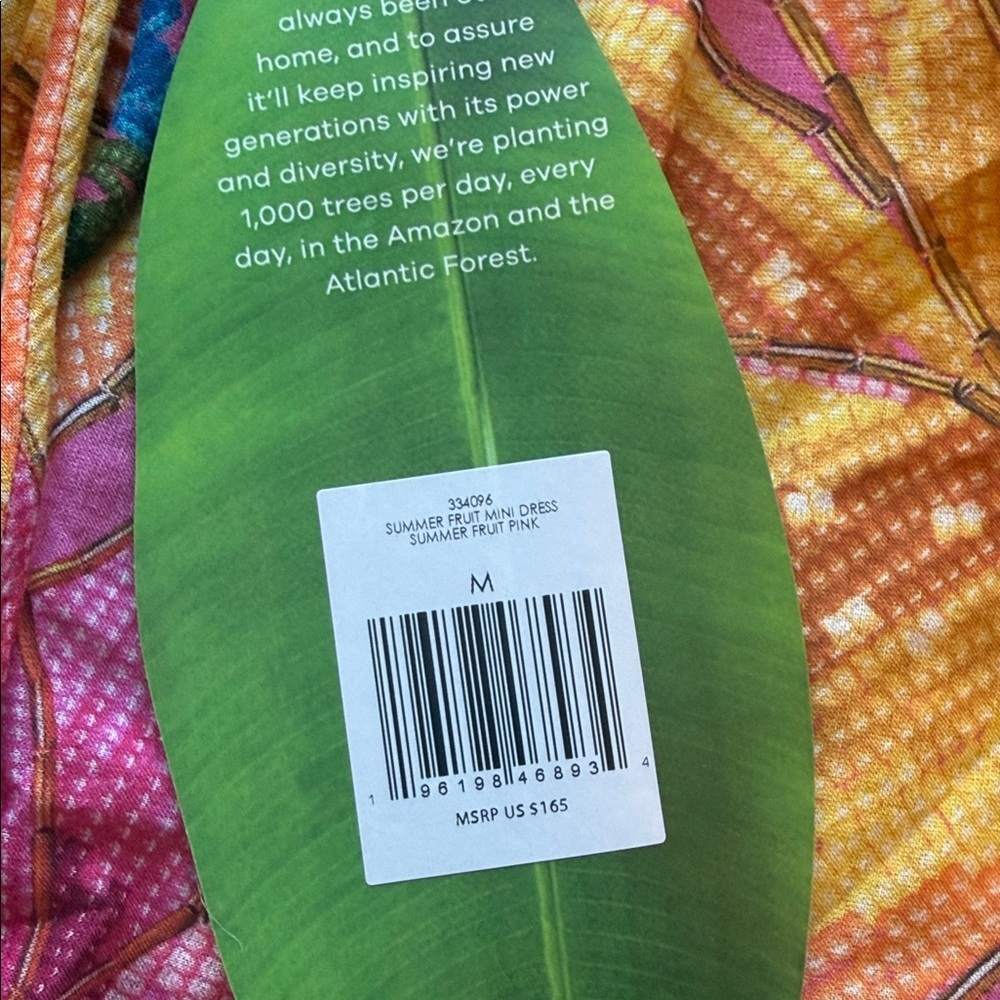 always been
home, and to assure
it'll keep inspiring new
generations with its power
and diversity, we're planting
1,000 trees per day, every
day, in the Amazon and the
Atlantic Forest.
334096
SUMMER FRUIT MINI DRESS
SUMMER FRUIT PINK
M
1 96198 46893 4
MSRP US $165